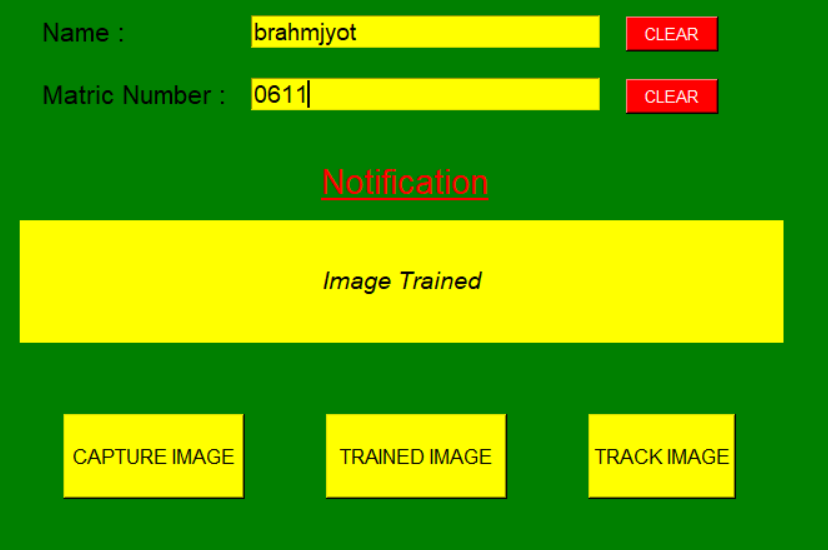 Name : brahmjyot CLEAR
Matric Number : 0611 CLEAR
Notification
Image Trained
CAPTURE IMAGE TRAINED IMAGE TRACK IMAGE